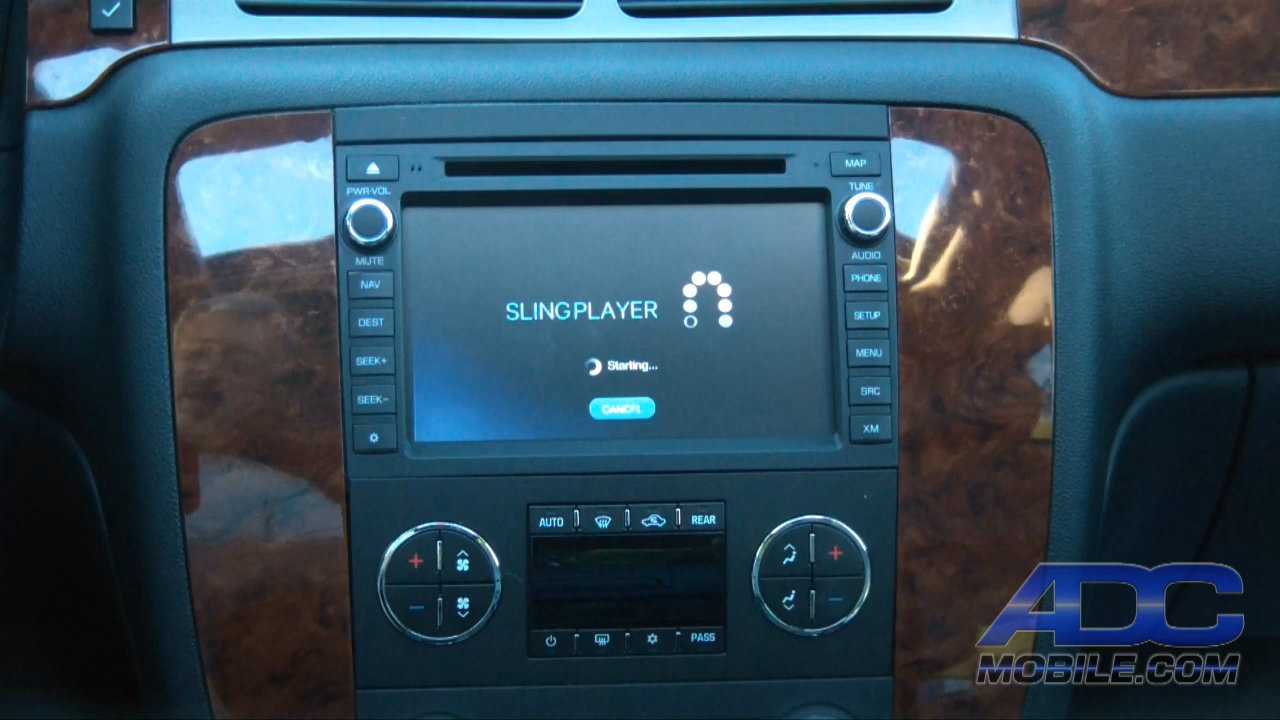 MAP
PWR-VOL
TUNE
MUTE
AUDIO
NAV
PHONE
DEST
SETUP
SEEK+
MENU
SEEK-
SRC
XM
SLINGPLAYER
Starting...
CANCEL
AUTO
REAR
PASS
ADC
MOBILE.COM